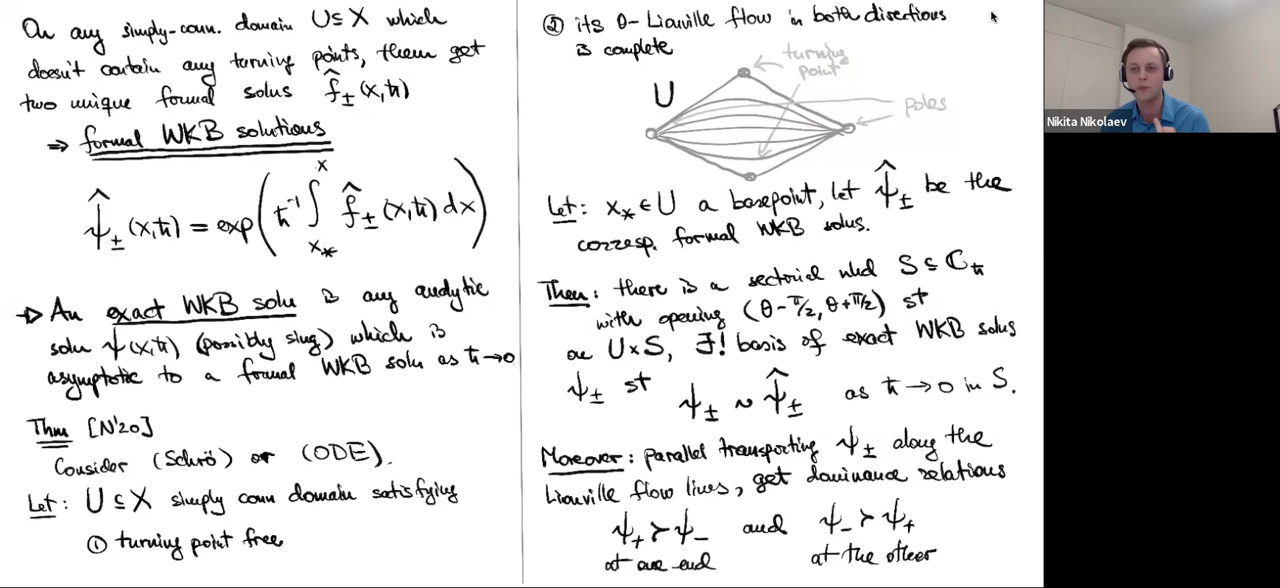 On any simply-conn. domain U⊆X which
doesn't contain any turning points, then get
two unique formal solns f̂±(x,ħ)
⇒ formal WKB solutions
ψ̂±(x,ħ) = exp(ħ⁻¹ ∫_{x*}^{x} f̂±(x,ħ) dx)
→ An exact WKB soln is any analytic
soln ψ(x,ħ) (possibly sing) which is
asymptotic to a formal WKB soln as ħ→0
Thm [N'20]
Consider (Schrö) or (ODE).
Let: U⊆X simply conn domain satisfying
① turning point free
② its θ-Liouville flow in both directions
is complete
turning
point
U
poles
Let: x* ∈ U a basepoint, let ψ̂± be the
corresp. formal WKB solns.
Then: there is a sectorial nhd S⊆ℂħ
with opening (θ-π/2, θ+π/2) st
on U×S, ∃! basis of exact WKB solns
ψ± st ψ± ~ ψ̂± as ħ→0 in S.
Moreover: parallel transporting ψ± along the
Liouville flow lines, get dominance relations
ψ+ ≻ ψ- and ψ- ≻ ψ+
at one end at the other
Nikita Nikolaev